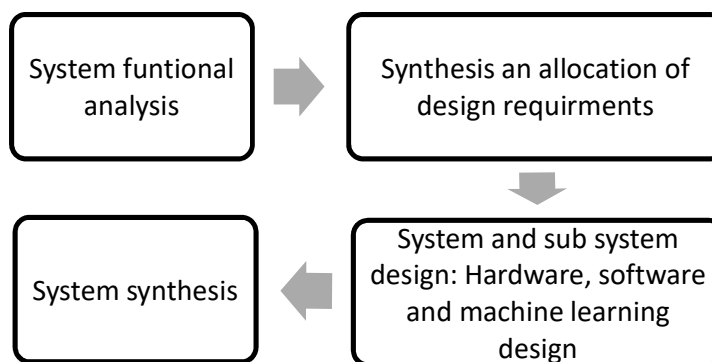 System funtional
analysis
Synthesis an allocation of
design requirments
System and sub system
design: Hardware, software
and machine learning
design
System synthesis